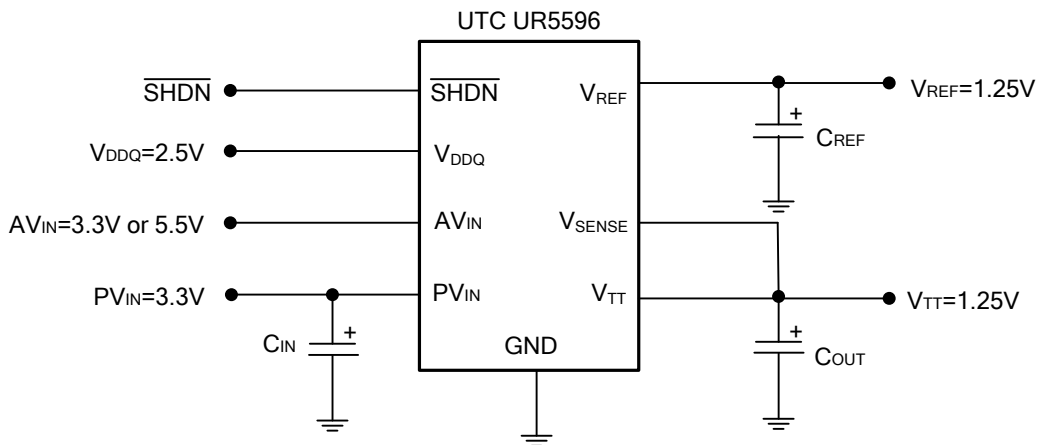 UTC UR5596
SHDN
SHDN
VREF
VREF=1.25V
+
CREF
VDDQ=2.5V
VDDQ
AVIN=3.3V or 5.5V
AVIN
VSENSE
PVIN=3.3V
PVIN
VTT
VTT=1.25V
CIN
+
GND
+
COUT